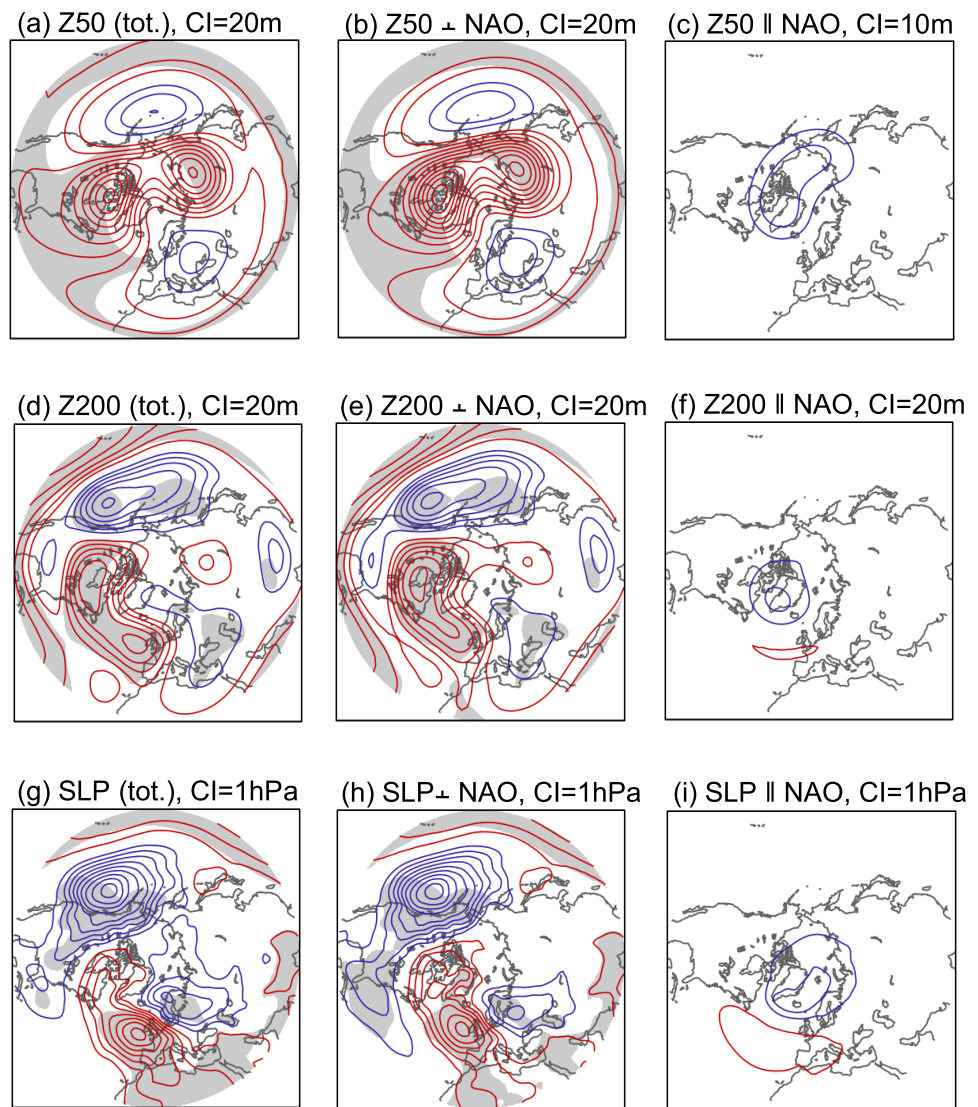 (a) Z50 (tot.), CI=20m
(b) Z50 ⟂ NAO, CI=20m
(c) Z50 ǁ NAO, CI=10m
(d) Z200 (tot.), CI=20m
(e) Z200 ⟂ NAO, CI=20m
(f) Z200 ǁ NAO, CI=20m
(g) SLP (tot.), CI=1hPa
(h) SLP⟂ NAO, CI=1hPa
(i) SLP ǁ NAO, CI=1hPa